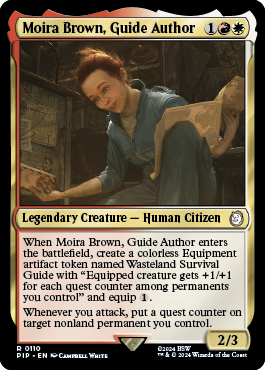 Moira Brown, Guide Author 1
Legendary Creature — Human Citizen
When Moira Brown, Guide Author enters
the battlefield, create a colorless Equipment
artifact token named Wasteland Survival
Guide with “Equipped creature gets +1/+1
for each quest counter among permanents
you control” and equip 1.
Whenever you attack, put a quest counter on
target nonland permanent you control.
2/3
R 0110
PIP • EN Campbell White
©2024 BSW
™ & © 2024 Wizards of the Coast